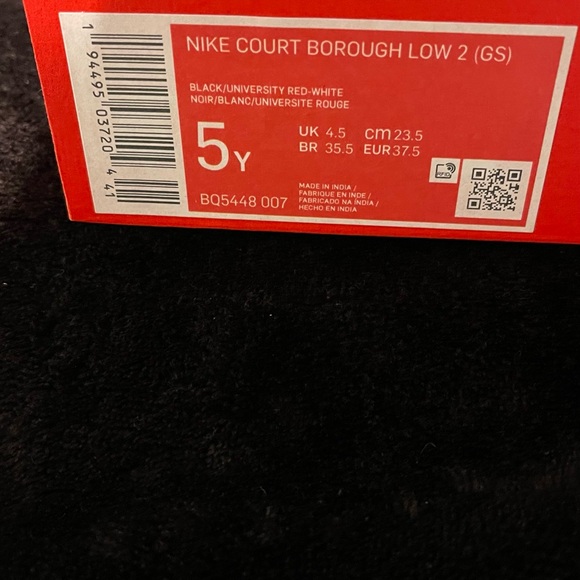 NIKE COURT BOROUGH LOW 2 (GS)
BLACK/UNIVERSITY RED-WHITE
NOIR/BLANC/UNIVERSITE ROUGE
5Y
UK 4.5 cm 23.5
BR 35.5 EUR 37.5
BQ5448 007
MADE IN INDIA /
FABRIQUE EN INDE /
FABRICADO NA ÍNDIA /
HECHO EN INDIA
RFID
1 94495 03720 4